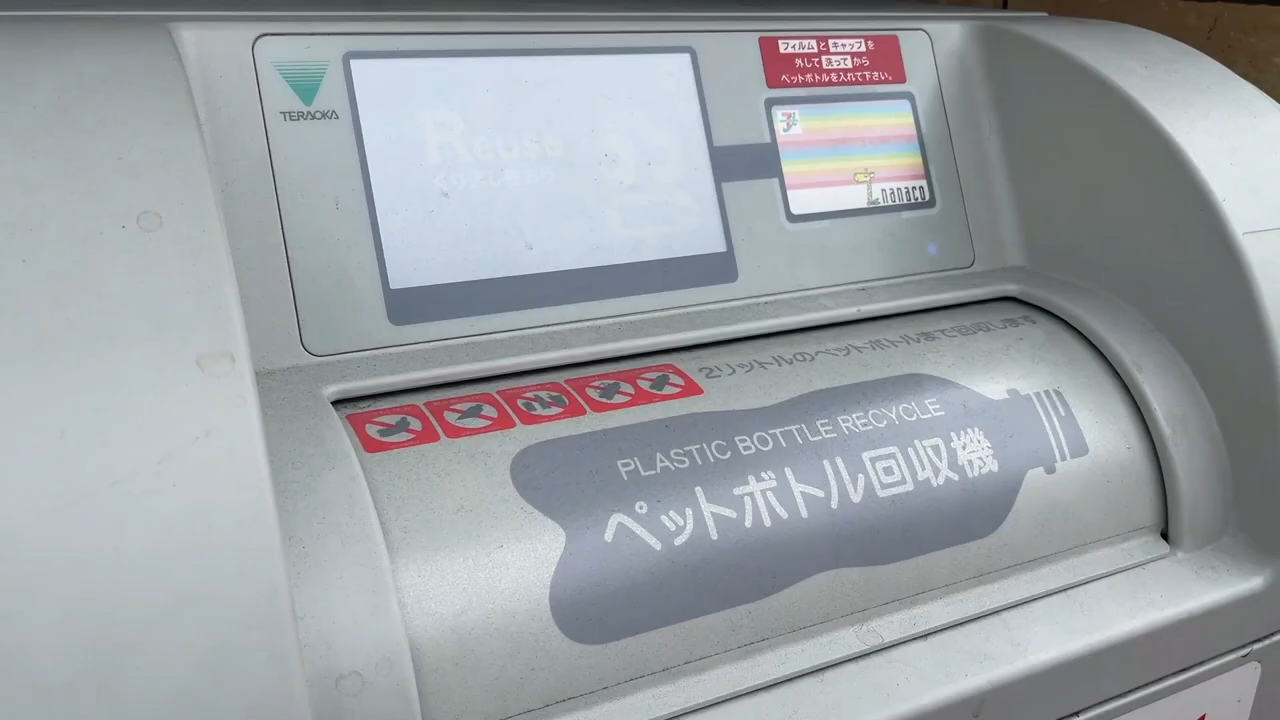 TERAOKA
Reuse
フィルムとキャップを
外して洗ってから
ペットボトルを入れて下さい。
nanaco
2リットルのペットボトルまで回収します
PLASTIC BOTTLE RECYCLE
ペットボトル回収機